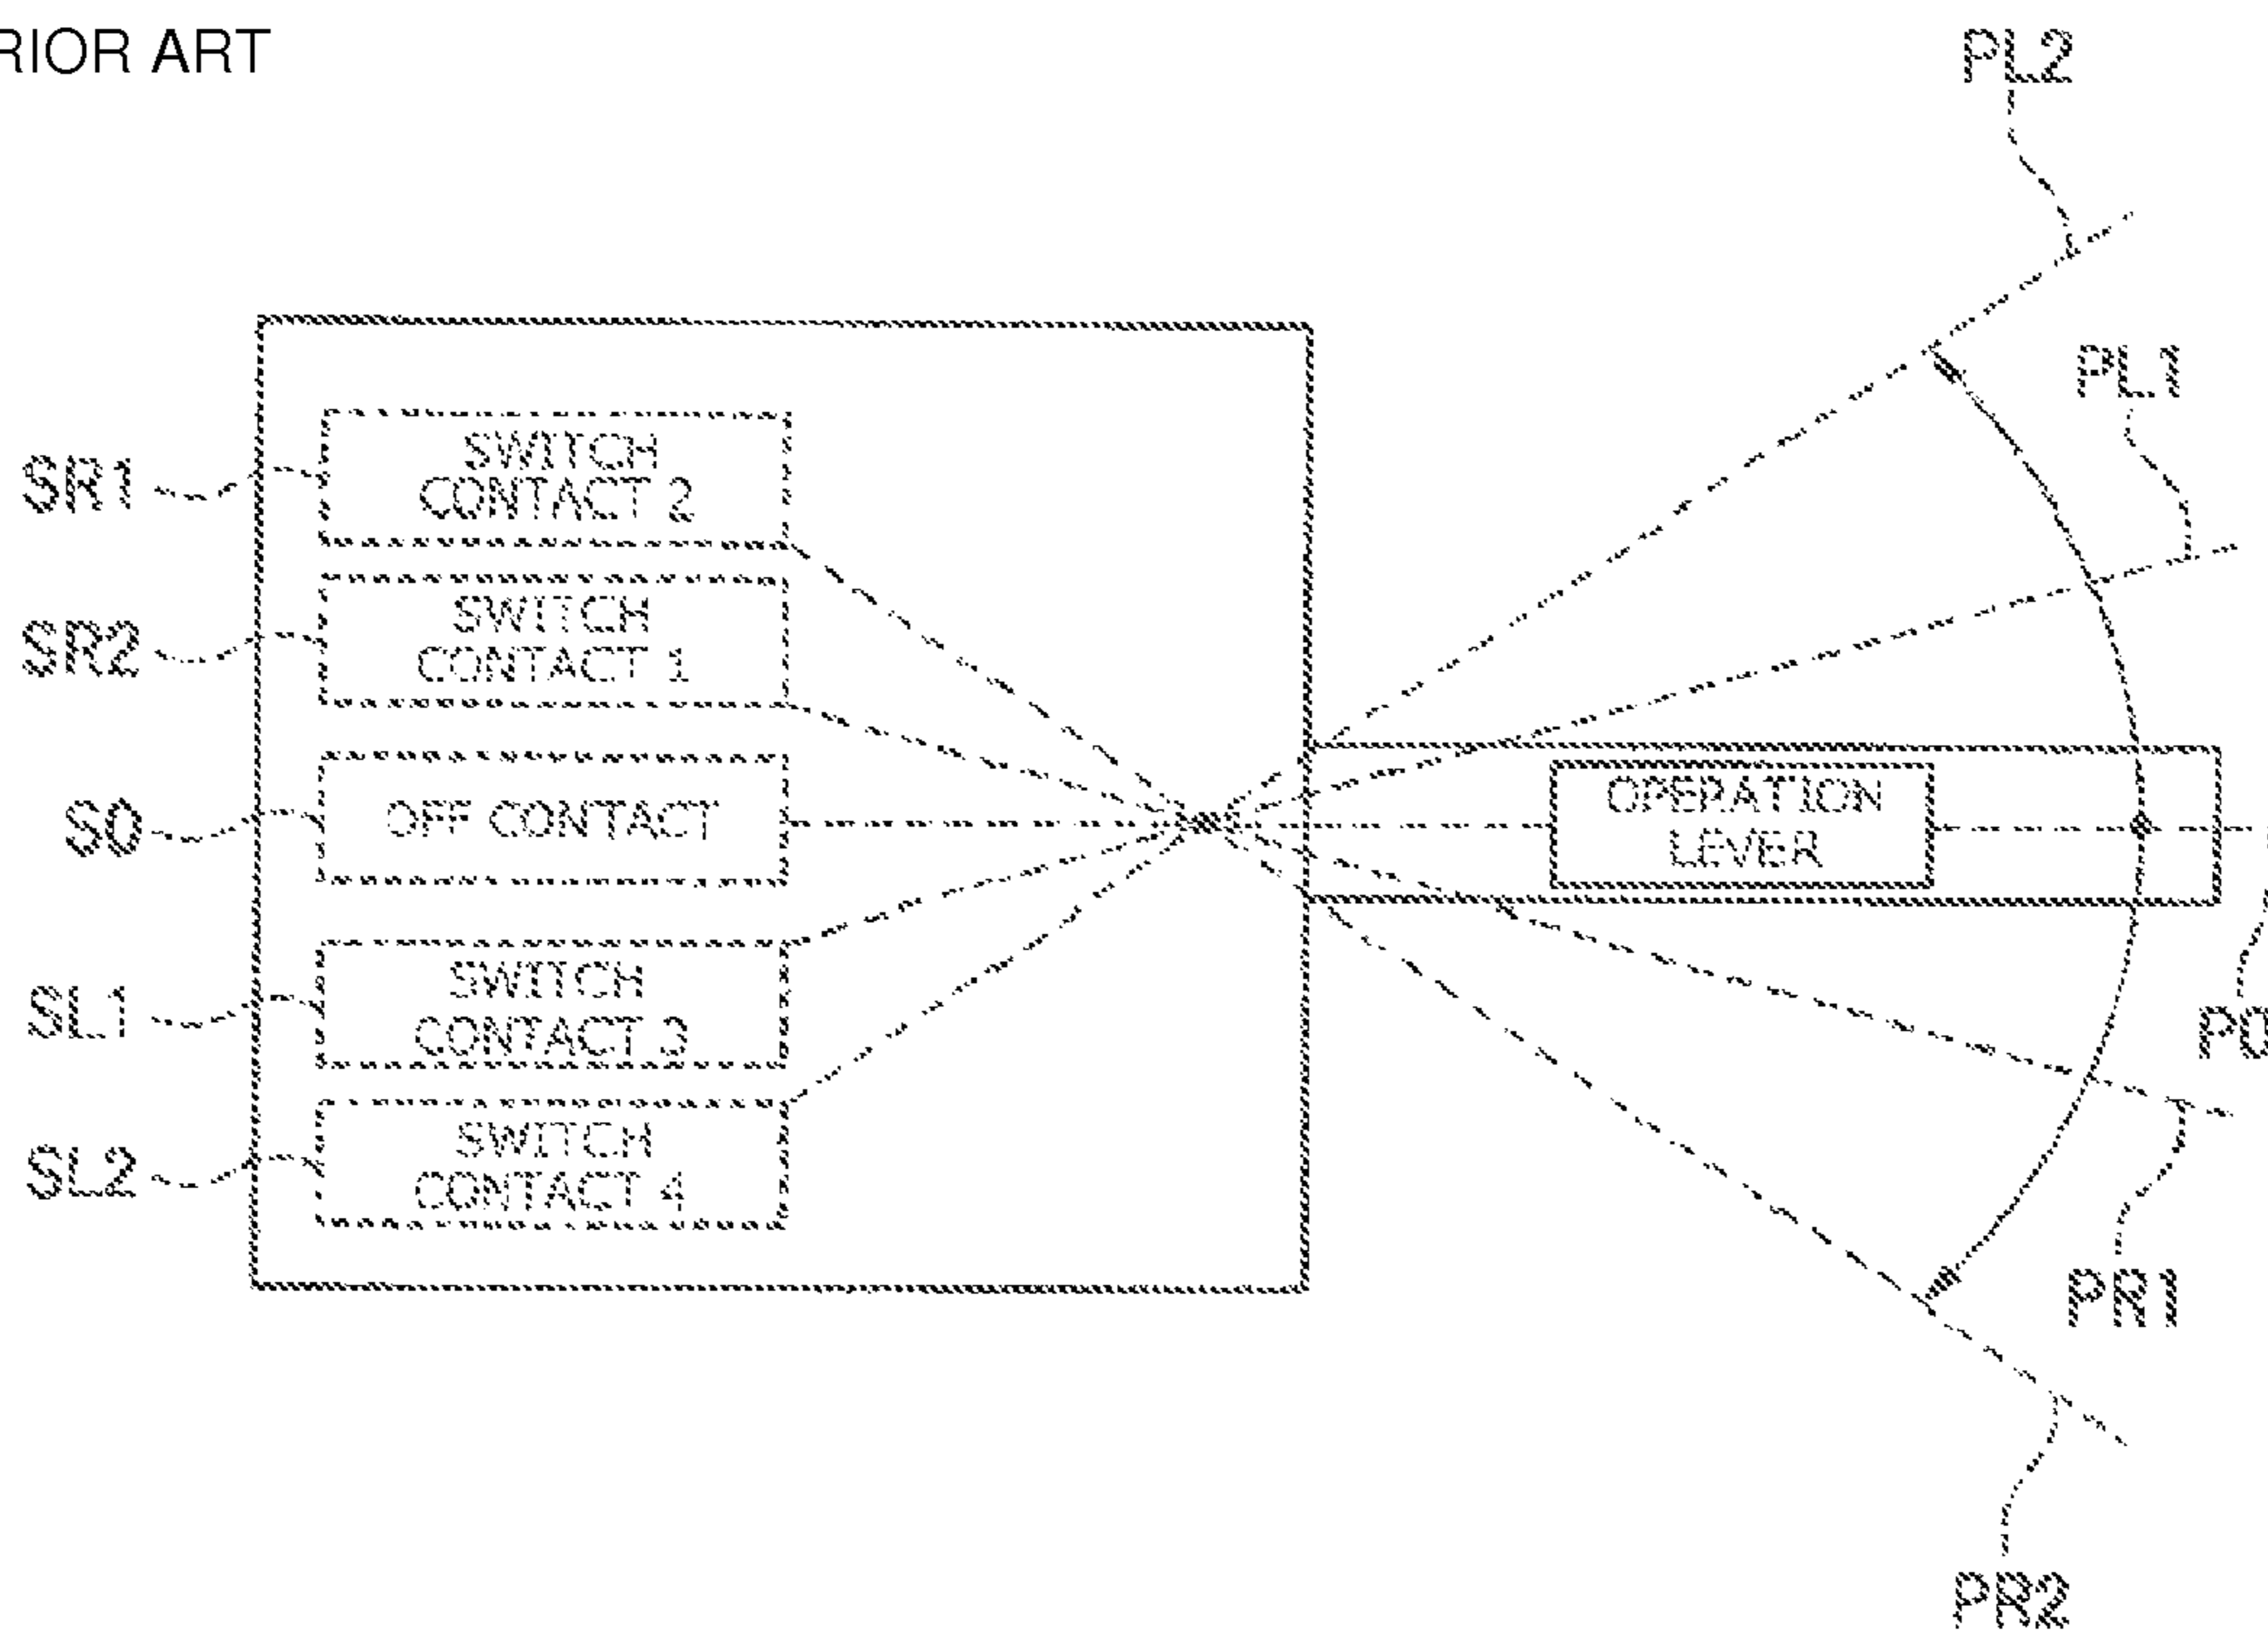 RIOR ART
PL2
PL1
SR1
SWITCH
CONTACT 2
SR2
SWITCH
CONTACT 1
S0
OFF CONTACT
OPERATION
LEVER
P0
SL1
SWITCH
CONTACT 3
SL2
SWITCH
CONTACT 4
PR1
PR2